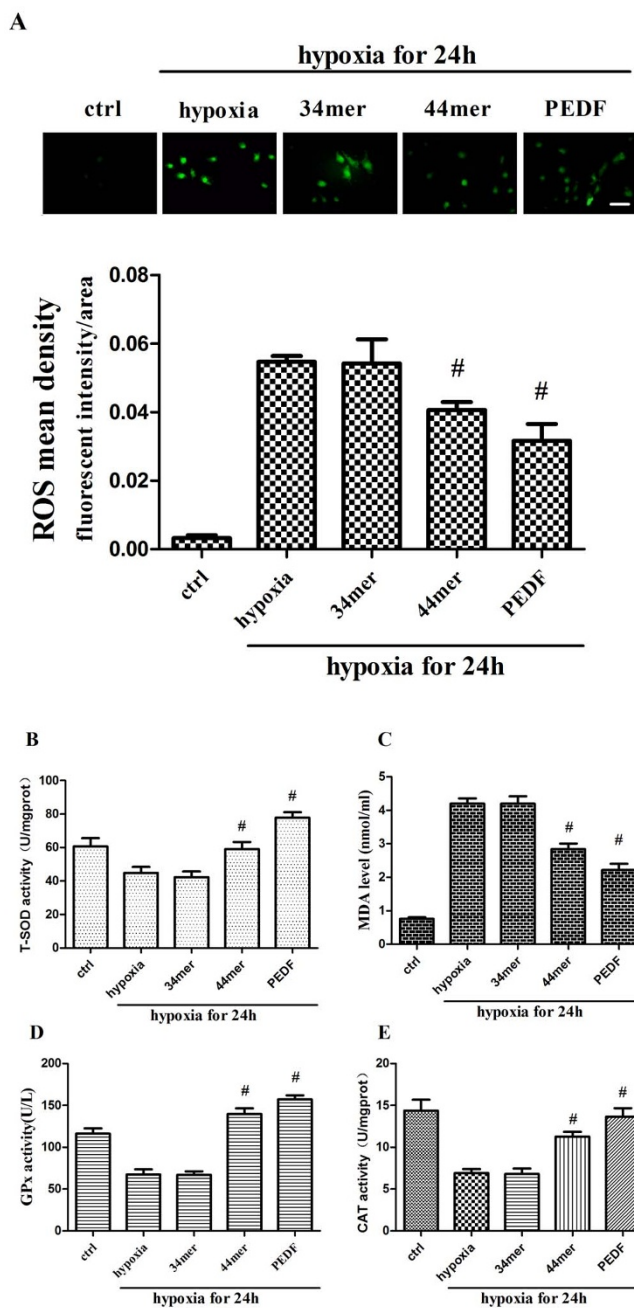 A
hypoxia for 24h
ctrl hypoxia 34mer 44mer PEDF
ROS mean density
fluorescent intensity/area
0.08
0.06
0.04
0.02
0.00
# #
ctrl hypoxia 34mer 44mer PEDF
hypoxia for 24h
B
T-SOD activity（U/mgprot）
100
80
60
40
20
0
# #
ctrl hypoxia 34mer 44mer PEDF
hypoxia for 24h
C
MDA level (nmol/ml)
5
4
3
2
1
0
# #
ctrl hypoxia 34mer 44mer PEDF
hypoxia for 24h
D
GPx activity(U/L)
200
150
100
50
0
# #
ctrl hypoxia 34mer 44mer PEDF
hypoxia for 24h
E
CAT activity（U/mgprot）
20
15
10
5
0
# #
ctrl hypoxia 34mer 44mer PEDF
hypoxia for 24h